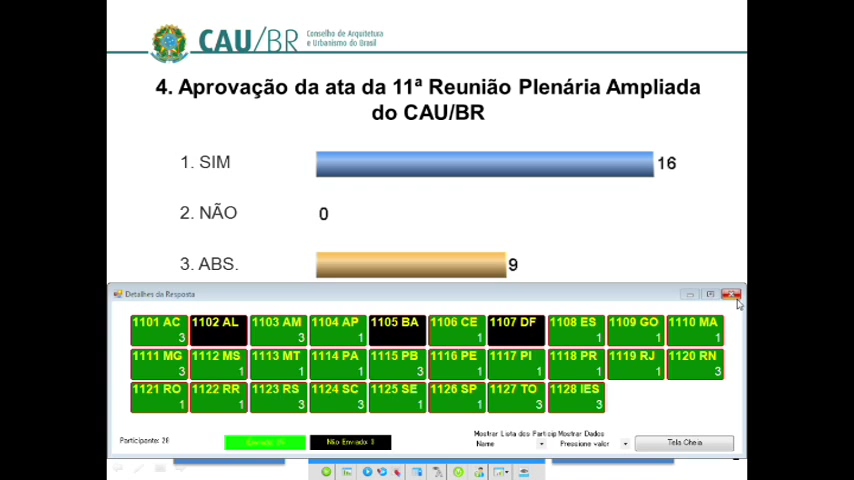 CAU/BR Conselho de Arquitetura
e Urbanismo do Brasil
4. Aprovação da ata da 11ª Reunião Plenária Ampliada
do CAU/BR
1. SIM 16
2. NÃO 0
3. ABS. 9
Detalhes da Resposta
1101 AC 1102 AL 1103 AM 1104 AP 1105 BA 1106 CE 1107 DF 1108 ES 1109 GO 1110 MA
3 3 1 1 1 1 1
1111 MG 1112 MS 1113 MT 1114 PA 1115 PB 1116 PE 1117 PI 1118 PR 1119 RJ 1120 RN
3 1 1 1 3 1 1 1 1 3
1121 RO 1122 RR 1123 RS 1124 SC 1125 SE 1126 SP 1127 TO 1128 IES
1 1 3 3 1 1 3 3
Mostrar Lista dos Particip Mostrar Dados
Participante: 28 Não Enviado 3 Name Pressione valor Tela Cheia